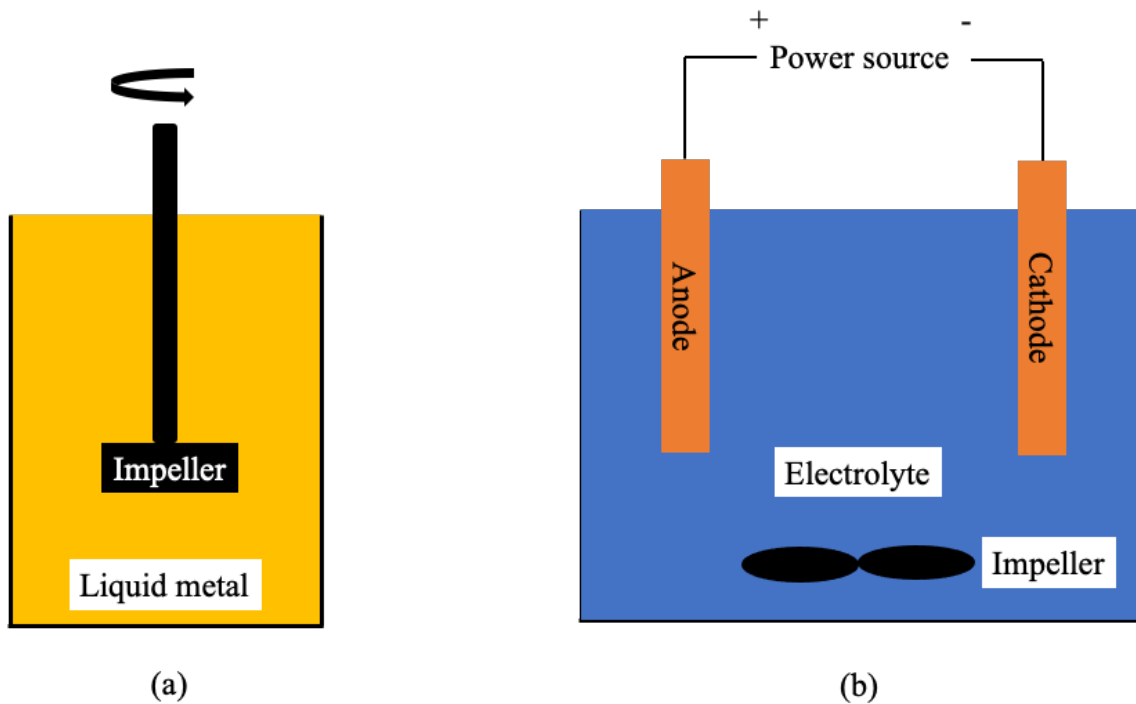 + -
Power source
Anode
Cathode
Impeller
Electrolyte
Impeller
Liquid metal
(a)
(b)